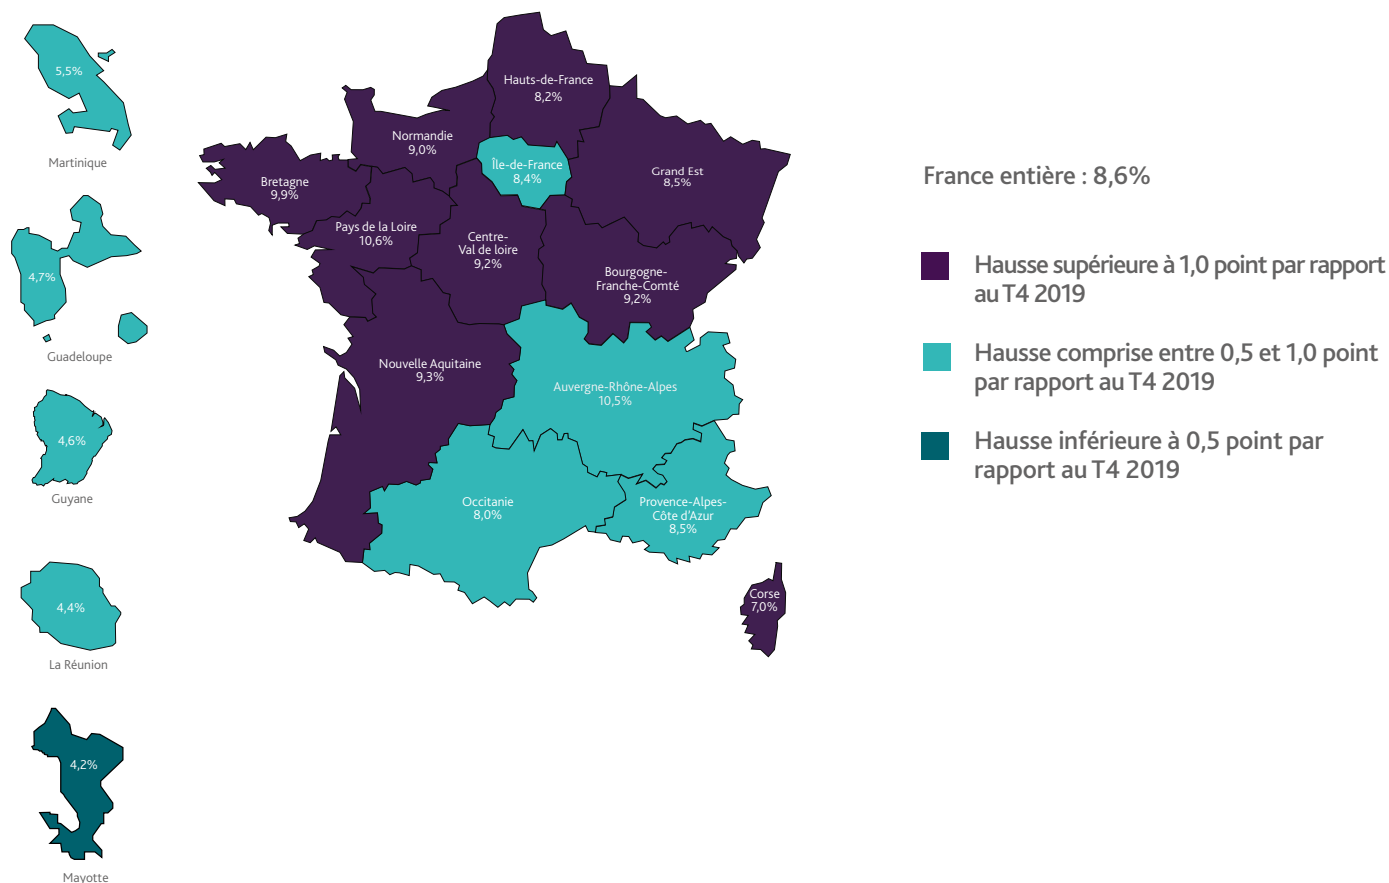 5,5%
Martinique
4,7%
Guadeloupe
4,6%
Guyane
4,4%
La Réunion
4,2%
Mayotte
Hauts-de-France
8,2%
Normandie
9,0%
Île-de-France
8,4%
Grand Est
8,5%
Bretagne
9,9%
Pays de la Loire
10,6%
Centre-
Val de loire
9,2%
Bourgogne-
Franche-Comté
9,2%
Nouvelle Aquitaine
9,3%
Auvergne-Rhône-Alpes
10,5%
Occitanie
8,0%
Provence-Alpes-
Côte d'Azur
8,5%
Corse
7,0%
France entière : 8,6%
Hausse supérieure à 1,0 point par rapport
au T4 2019
Hausse comprise entre 0,5 et 1,0 point
par rapport au T4 2019
Hausse inférieure à 0,5 point par
rapport au T4 2019